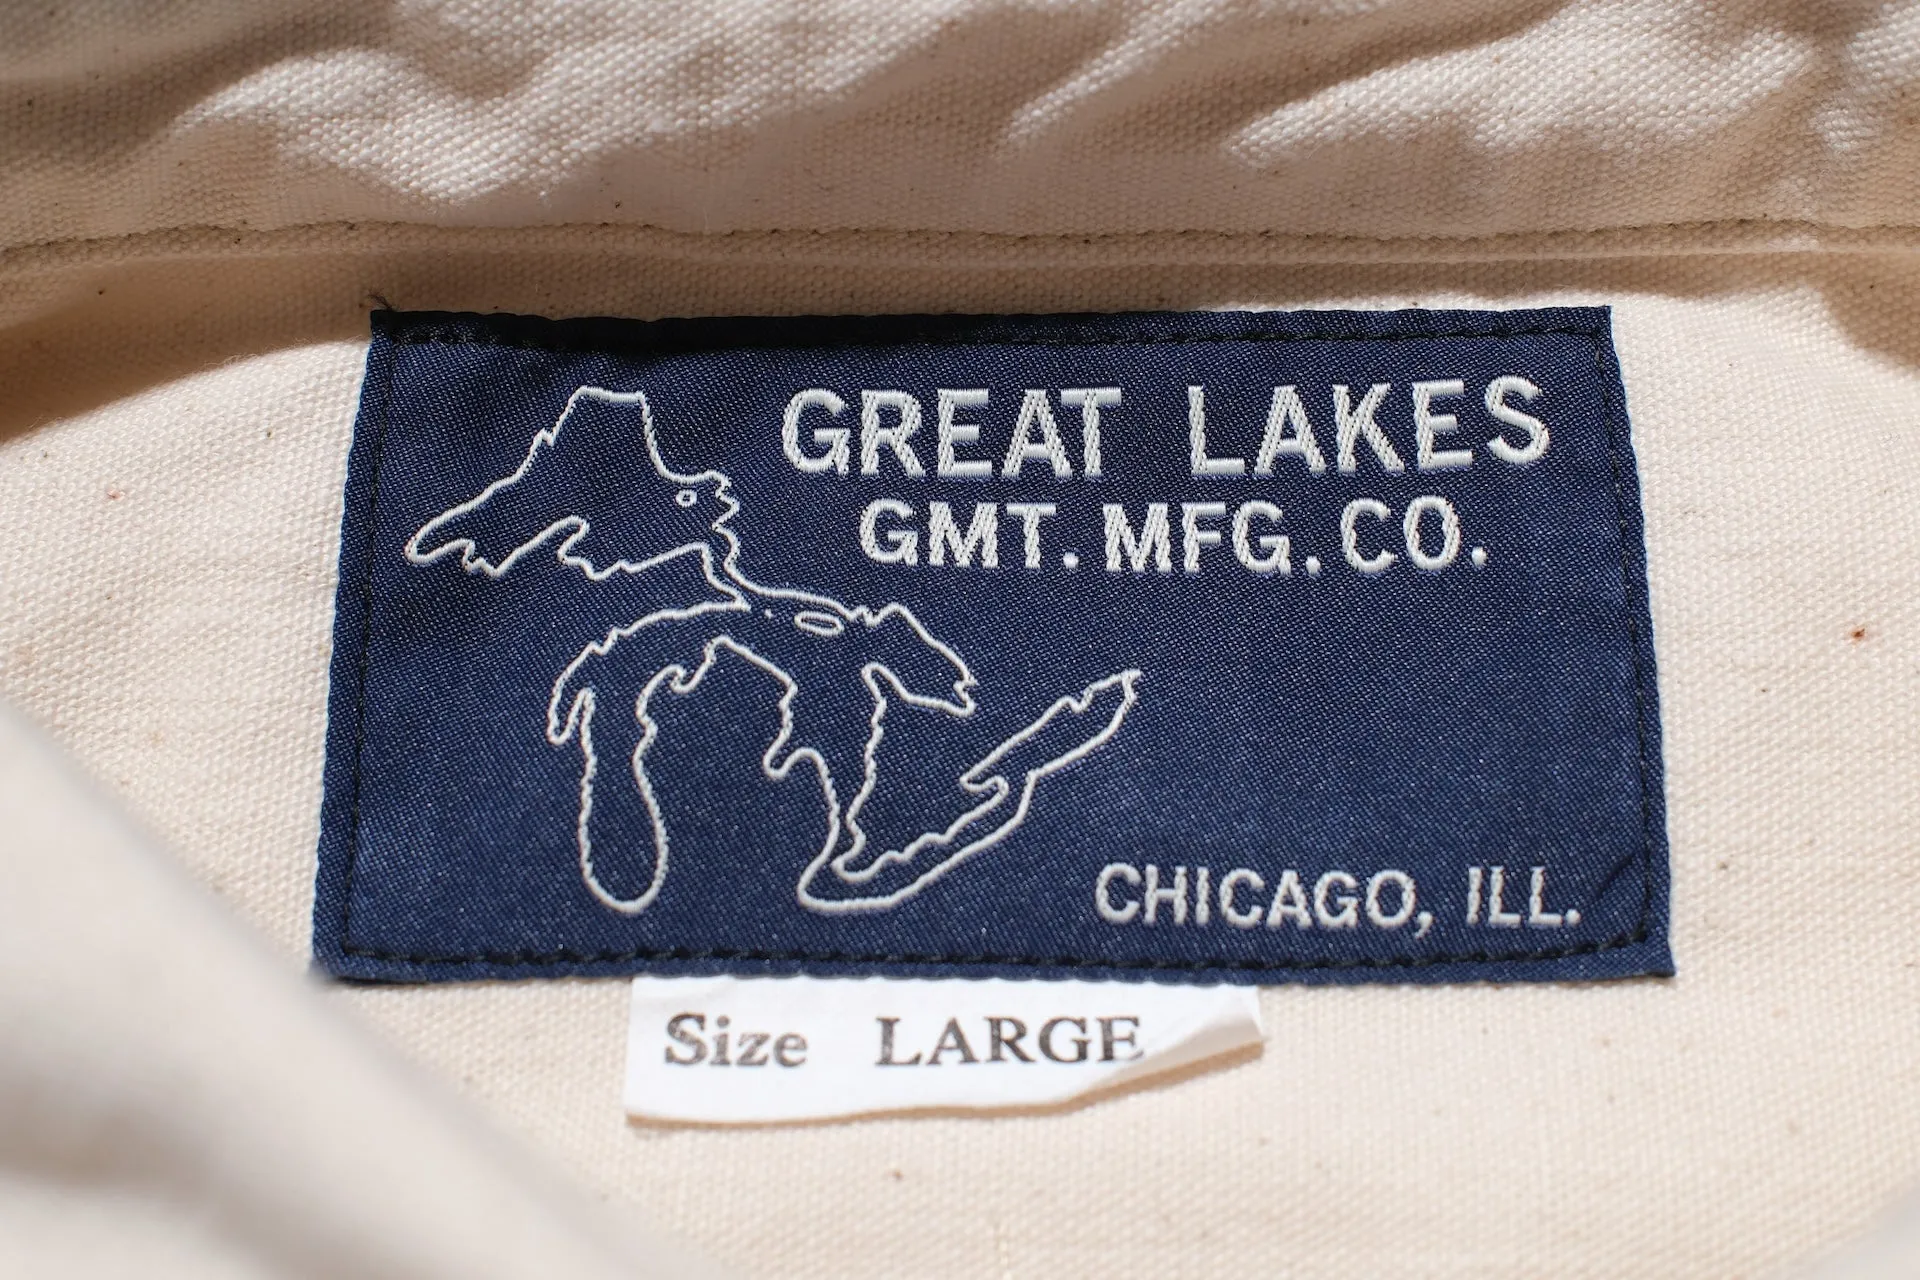 GREAT LAKES
GMT. MFG. CO.
CHICAGO, ILL.
Size LARGE